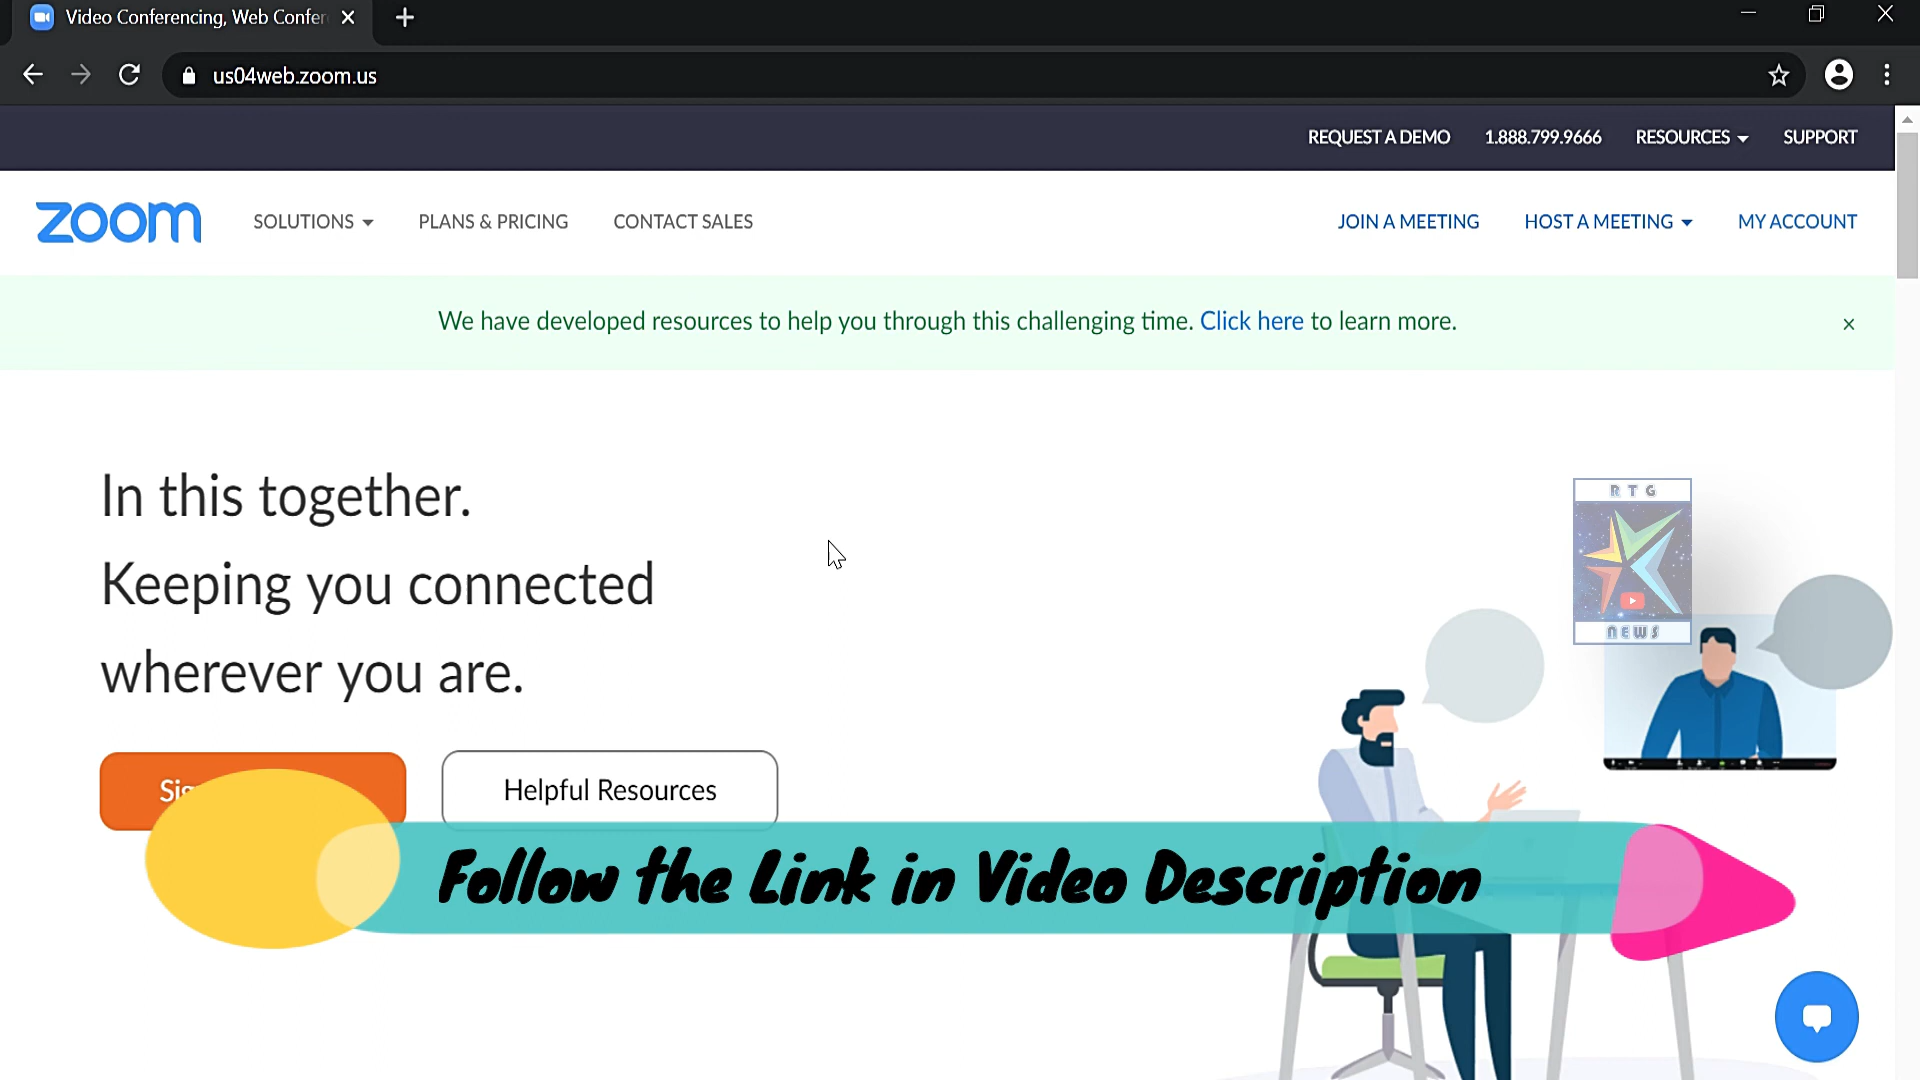 Video Conferencing, Web Confer
us04web.zoom.us
REQUEST A DEMO 1.888.799.9666 RESOURCES SUPPORT
zoom SOLUTIONS PLANS & PRICING CONTACT SALES JOIN A MEETING HOST A MEETING MY ACCOUNT
We have developed resources to help you through this challenging time. Click here to learn more.
In this together.
Keeping you connected
wherever you are.
RTG
NEWS
Helpful Resources
Follow the Link in Video Description